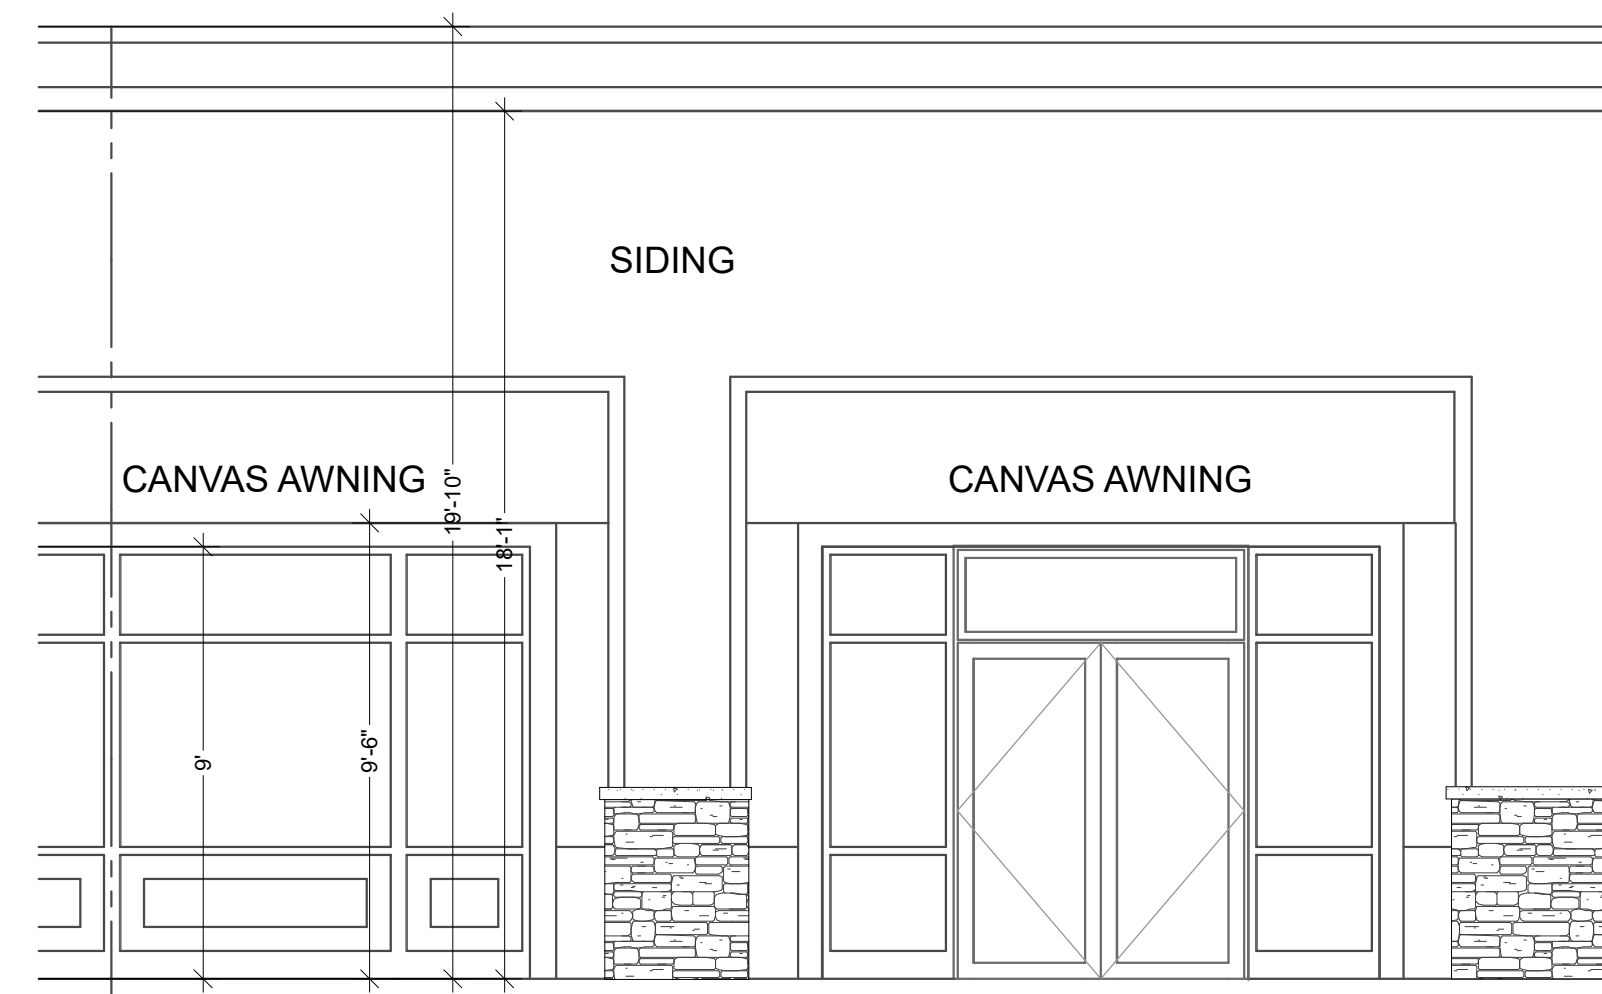 SIDING
CANVAS AWNING
CANVAS AWNING
19'-10"
18'-1"
9'
9'-6"